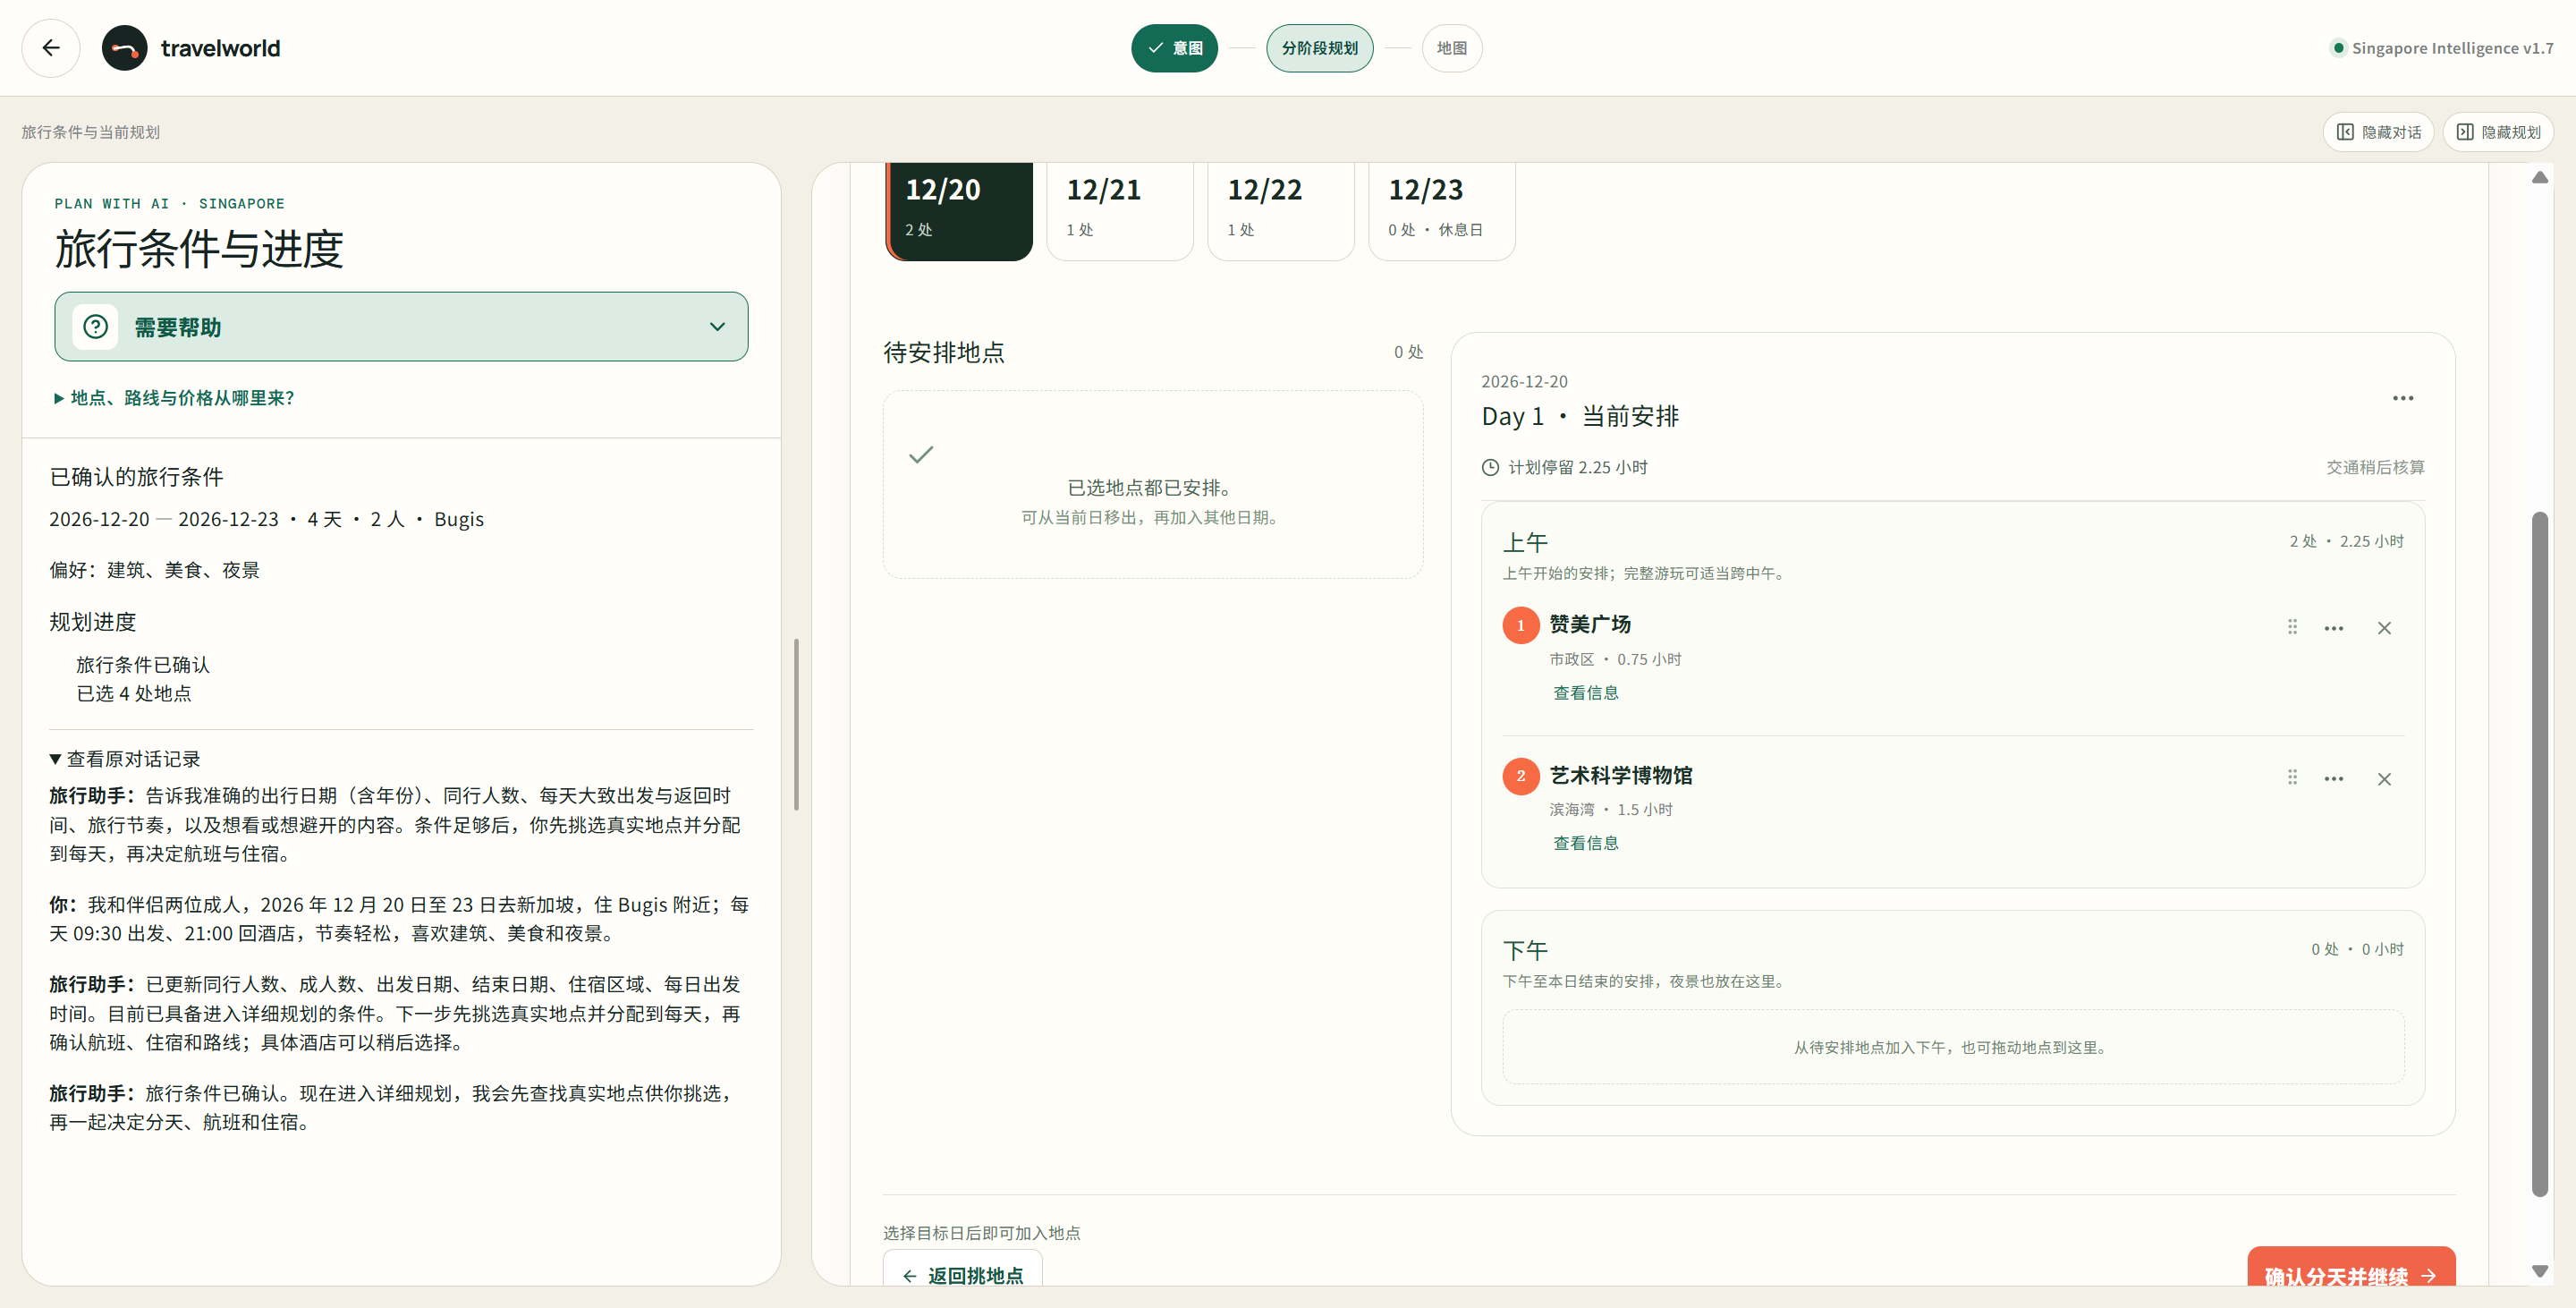 travelworld
意图
分阶段规划
地图
Singapore Intelligence v1.7
旅行条件与当前规划
隐藏对话
隐藏规划
PLAN WITH AI · SINGAPORE
旅行条件与进度
需要帮助
地点、路线与价格从哪里来？
已确认的旅行条件
2026-12-20 — 2026-12-23 · 4 天 · 2 人 · Bugis
偏好：建筑、美食、夜景
规划进度
旅行条件已确认
已选 4 处地点
查看原对话记录
旅行助手：告诉我准确的出行日期（含年份）、同行人数、每天大致出发与返回时
间、旅行节奏，以及想看或想避开的内容。条件足够后，你先挑选真实地点并分配
到每天，再决定航班与住宿。
你：我和伴侣两位成人，2026 年 12 月 20 日至 23 日去新加坡，住 Bugis 附近；每
天 09:30 出发、21:00 回酒店，节奏轻松，喜欢建筑、美食和夜景。
旅行助手：已更新同行人数、成人数、出发日期、结束日期、住宿区域、每日出发
时间。目前已具备进入详细规划的条件。下一步先挑选真实地点并分配到每天，再
确认航班、住宿和路线；具体酒店可以稍后选择。
旅行助手：旅行条件已确认。现在进入详细规划，我会先查找真实地点供你挑选，
再一起决定分天、航班和住宿。
12/20
2 处
12/21
1 处
12/22
1 处
12/23
0 处 · 休息日
待安排地点
0 处
已选地点都已安排。
可从当前日移出，再加入其他日期。
2026-12-20
Day 1 · 当前安排
计划停留 2.25 小时
交通稍后核算
上午
2 处 · 2.25 小时
上午开始的安排；完整游玩可适当跨中午。
1
赞美广场
市政区 · 0.75 小时
查看信息
2
艺术科学博物馆
滨海湾 · 1.5 小时
查看信息
下午
0 处 · 0 小时
下午至本日结束的安排，夜景也放在这里。
从待安排地点加入下午，也可拖动地点到这里。
选择目标日后即可加入地点
返回挑地点
确认分天并继续